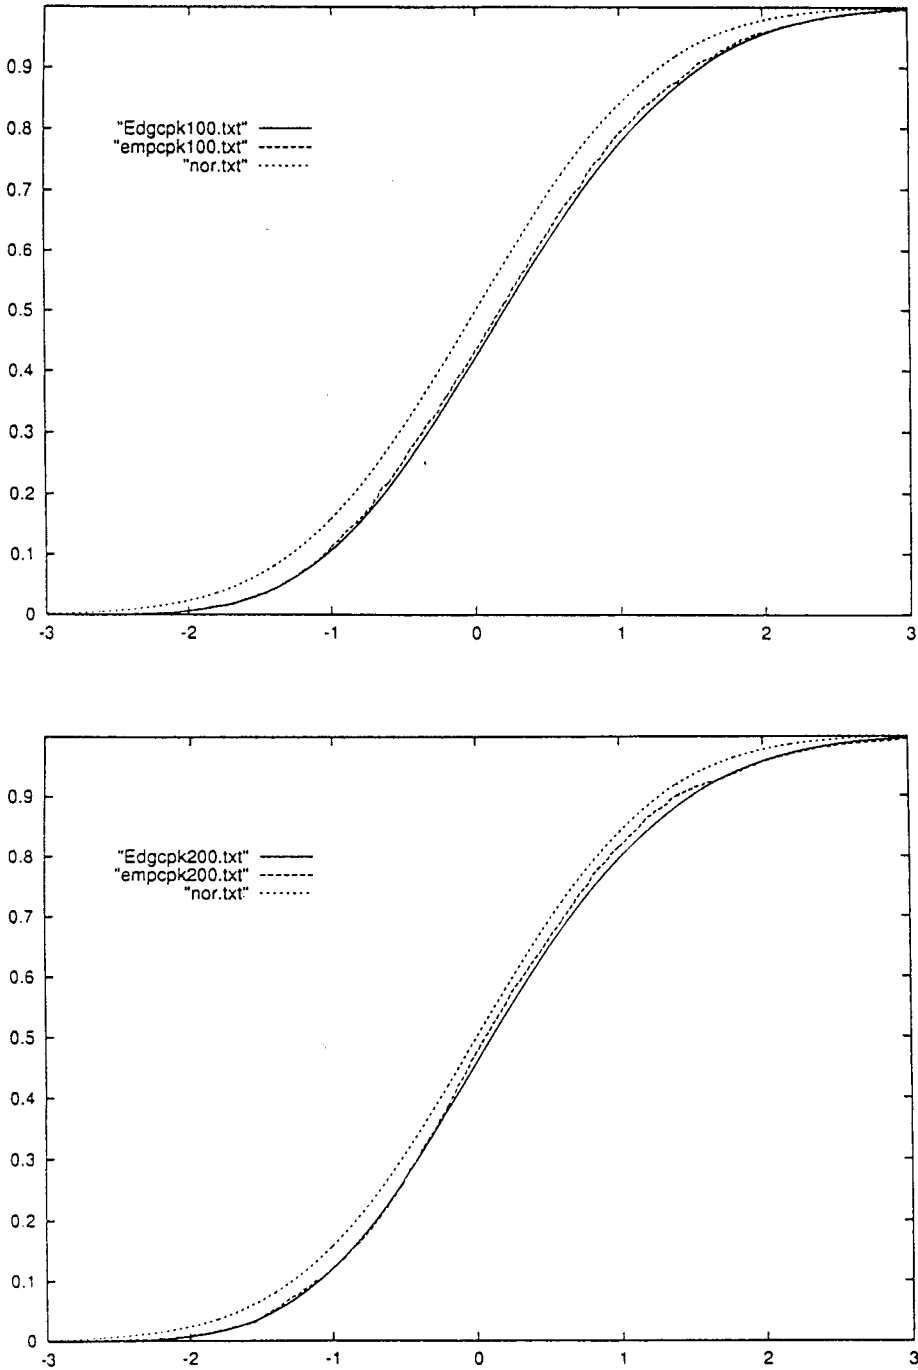 0.9
0.8
0.7
0.6
0.5
0.4
0.3
0.2
0.1
0
"Edgcpk100.txt"
"empcpk100.txt"
"nor.txt"
-3 -2 -1 0 1 2 3
0.9
0.8
0.7
0.6
0.5
0.4
0.3
0.2
0.1
0
"Edgcpk200.txt"
"empcpk200.txt"
"nor.txt"
-3 -2 -1 0 1 2 3